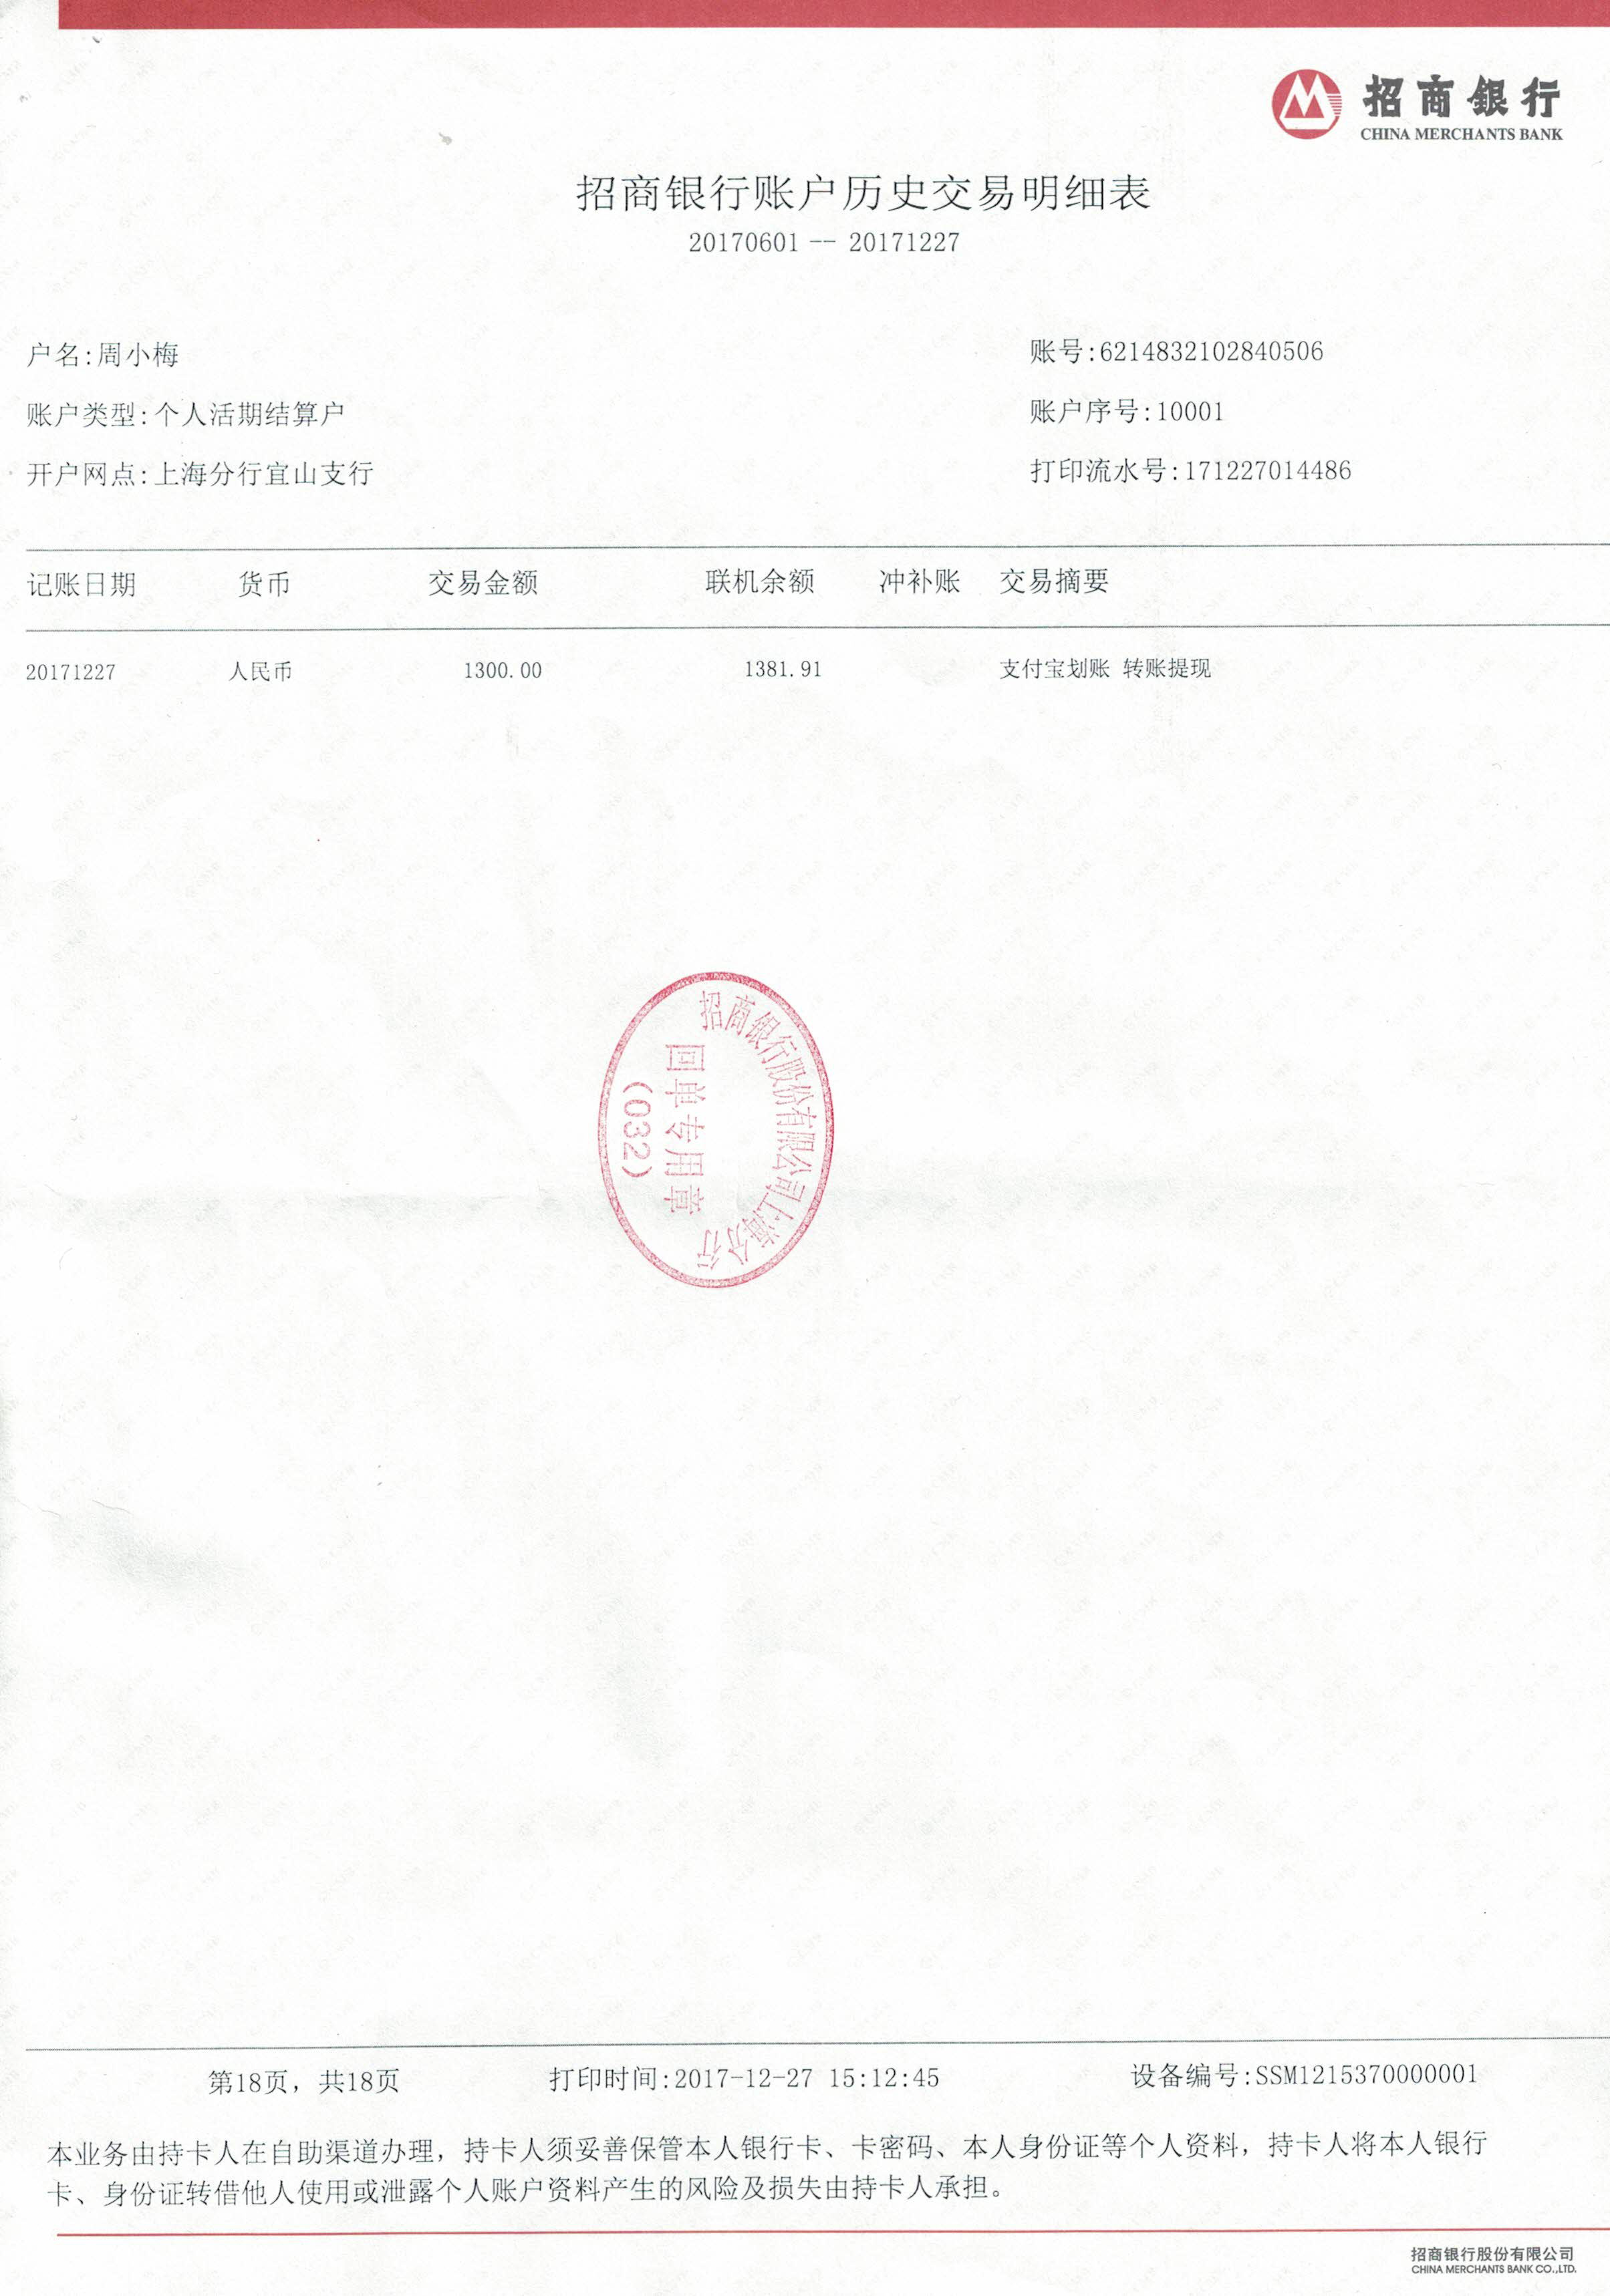 招商銀行
CHINA MERCHANTS BANK
招商银行账户历史交易明细表
20170601 -- 20171227
户名:周小梅 账号:6214832102840506
账户类型:个人活期结算户 账户序号:10001
开户网点:上海分行宜山支行 打印流水号:171227014486
记账日期 货币 交易金额 联机余额 冲补账 交易摘要
20171227 人民币 1300.00 1381.91 支付宝划账 转账提现
招商银行股份有限公司上海分行
回单专用章
(032)
第18页，共18页 打印时间:2017-12-27 15:12:45 设备编号:SSM1215370000001
本业务由持卡人在自助渠道办理，持卡人须妥善保管本人银行卡、卡密码、本人身份证等个人资料，持卡人将本人银行
卡、身份证转借他人使用或泄露个人账户资料产生的风险及损失由持卡人承担。
招商银行股份有限公司
CHINA MERCHANTS BANK CO.,LTD.